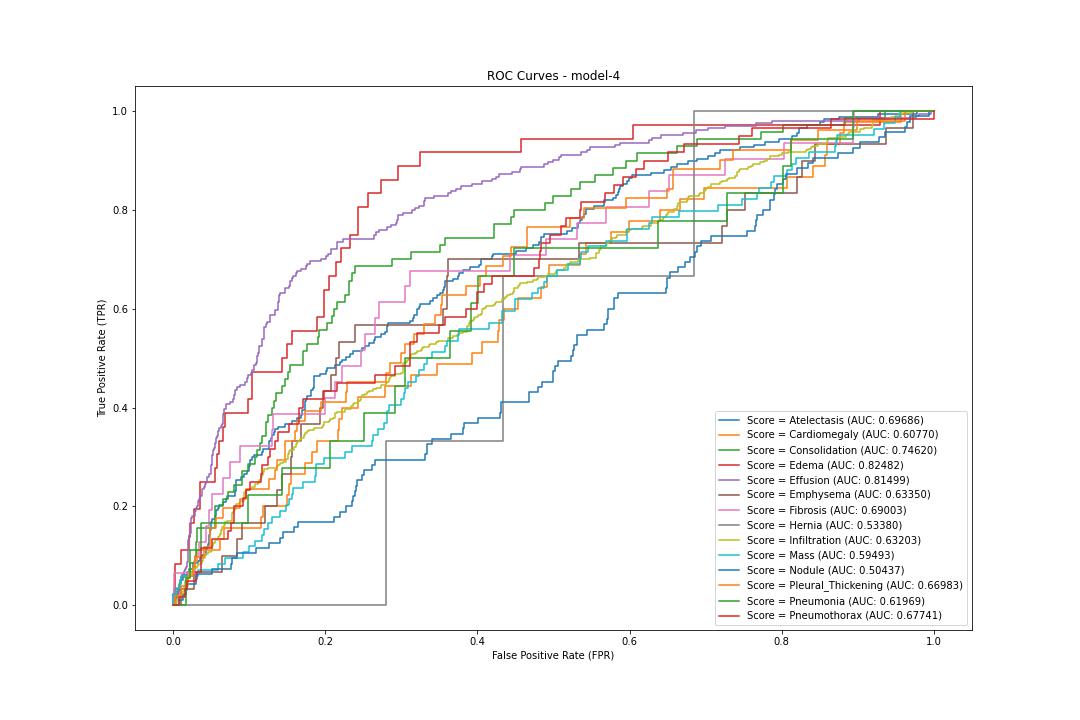 ROC Curves - model-4
True Positive Rate (TPR)
1.0
0.8
0.6
0.4
0.2
0.0
Score = Atelectasis (AUC: 0.69686)
Score = Cardiomegaly (AUC: 0.60770)
Score = Consolidation (AUC: 0.74620)
Score = Edema (AUC: 0.82482)
Score = Effusion (AUC: 0.81499)
Score = Emphysema (AUC: 0.63350)
Score = Fibrosis (AUC: 0.69003)
Score = Hernia (AUC: 0.53380)
Score = Infiltration (AUC: 0.63203)
Score = Mass (AUC: 0.59493)
Score = Nodule (AUC: 0.50437)
Score = Pleural_Thickening (AUC: 0.66983)
Score = Pneumonia (AUC: 0.61969)
Score = Pneumothorax (AUC: 0.67741)
0.0 0.2 0.4 0.6 0.8 1.0
False Positive Rate (FPR)